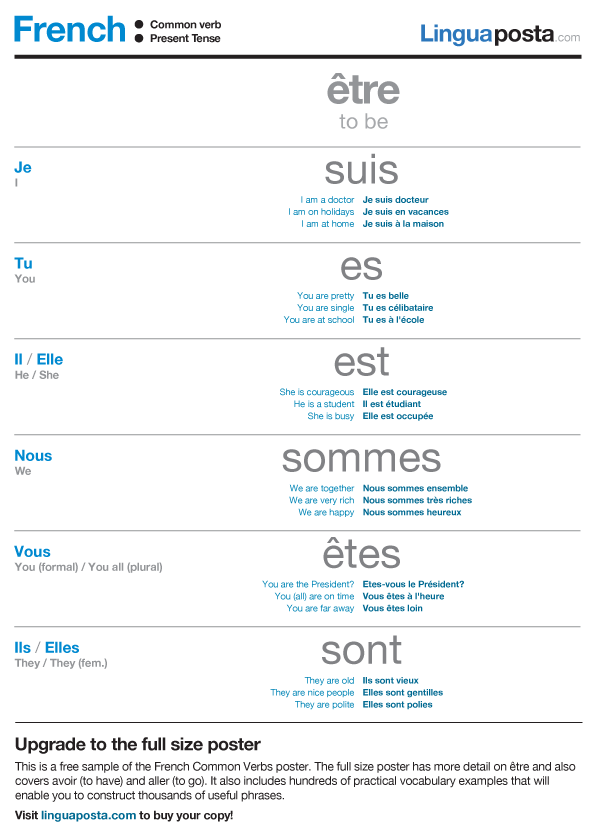 French
● Common verb
● Present Tense
Linguaposta.com
être
to be
Je
I
suis
I am a doctor Je suis docteur
I am on holidays Je suis en vacances
I am at home Je suis à la maison
Tu
You
es
You are pretty Tu es belle
You are single Tu es célibataire
You are at school Tu es à l'école
Il / Elle
He / She
est
She is courageous Elle est courageuse
He is a student Il est étudiant
She is busy Elle est occupée
Nous
We
sommes
We are together Nous sommes ensemble
We are very rich Nous sommes très riches
We are happy Nous sommes heureux
Vous
You (formal) / You all (plural)
êtes
You are the President? Etes-vous le Président?
You (all) are on time Vous êtes à l'heure
You are far away Vous êtes loin
Ils / Elles
They / They (fem.)
sont
They are old Ils sont vieux
They are nice people Elles sont gentilles
They are polite Elles sont polies
Upgrade to the full size poster
This is a free sample of the French Common Verbs poster. The full size poster has more detail on être and also
covers avoir (to have) and aller (to go). It also includes hundreds of practical vocabulary examples that will
enable you to construct thousands of useful phrases.
Visit linguaposta.com to buy your copy!